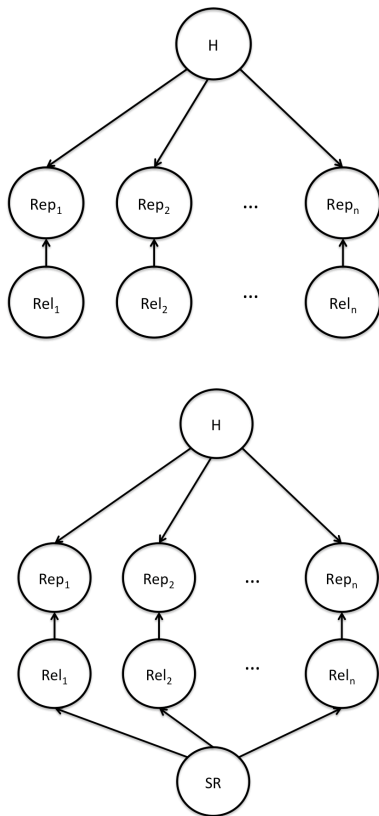 H
Rep₁ Rep₂ ... Repₙ
Rel₁ Rel₂ ... Relₙ
H
Rep₁ Rep₂ ... Repₙ
Rel₁ Rel₂ ... Relₙ
SR